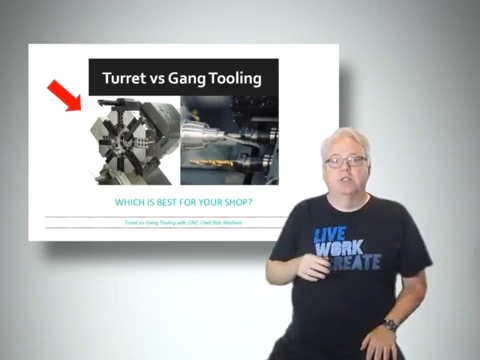 Turret vs Gang Tooling
WHICH IS BEST FOR YOUR SHOP?
Turret vs Gang Tooling with CNC Chief Bob Warfield
LIVE
WORK
CREATE